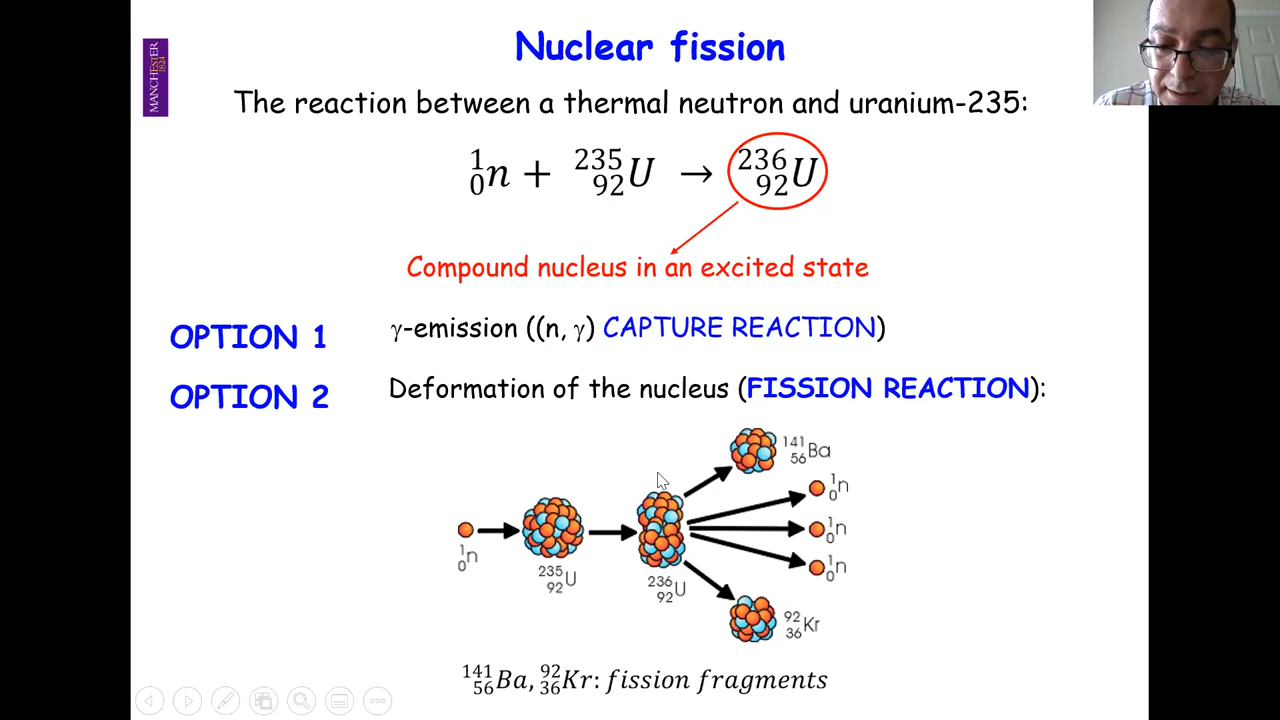 Nuclear fission
MANCHESTER
1824
The reaction between a thermal neutron and uranium-235:
¹₀n + ²³⁵₉₂U → ²³⁶₉₂U
Compound nucleus in an excited state
OPTION 1
γ-emission ((n, γ) CAPTURE REACTION)
OPTION 2
Deformation of the nucleus (FISSION REACTION):
¹⁴¹₅₆Ba
¹₀n
¹₀n
¹₀n
¹₀n
²³⁵₉₂U
²³⁶₉₂U
⁹²₃₆Kr
¹⁴¹₅₆Ba, ⁹²₃₆Kr: fission fragments